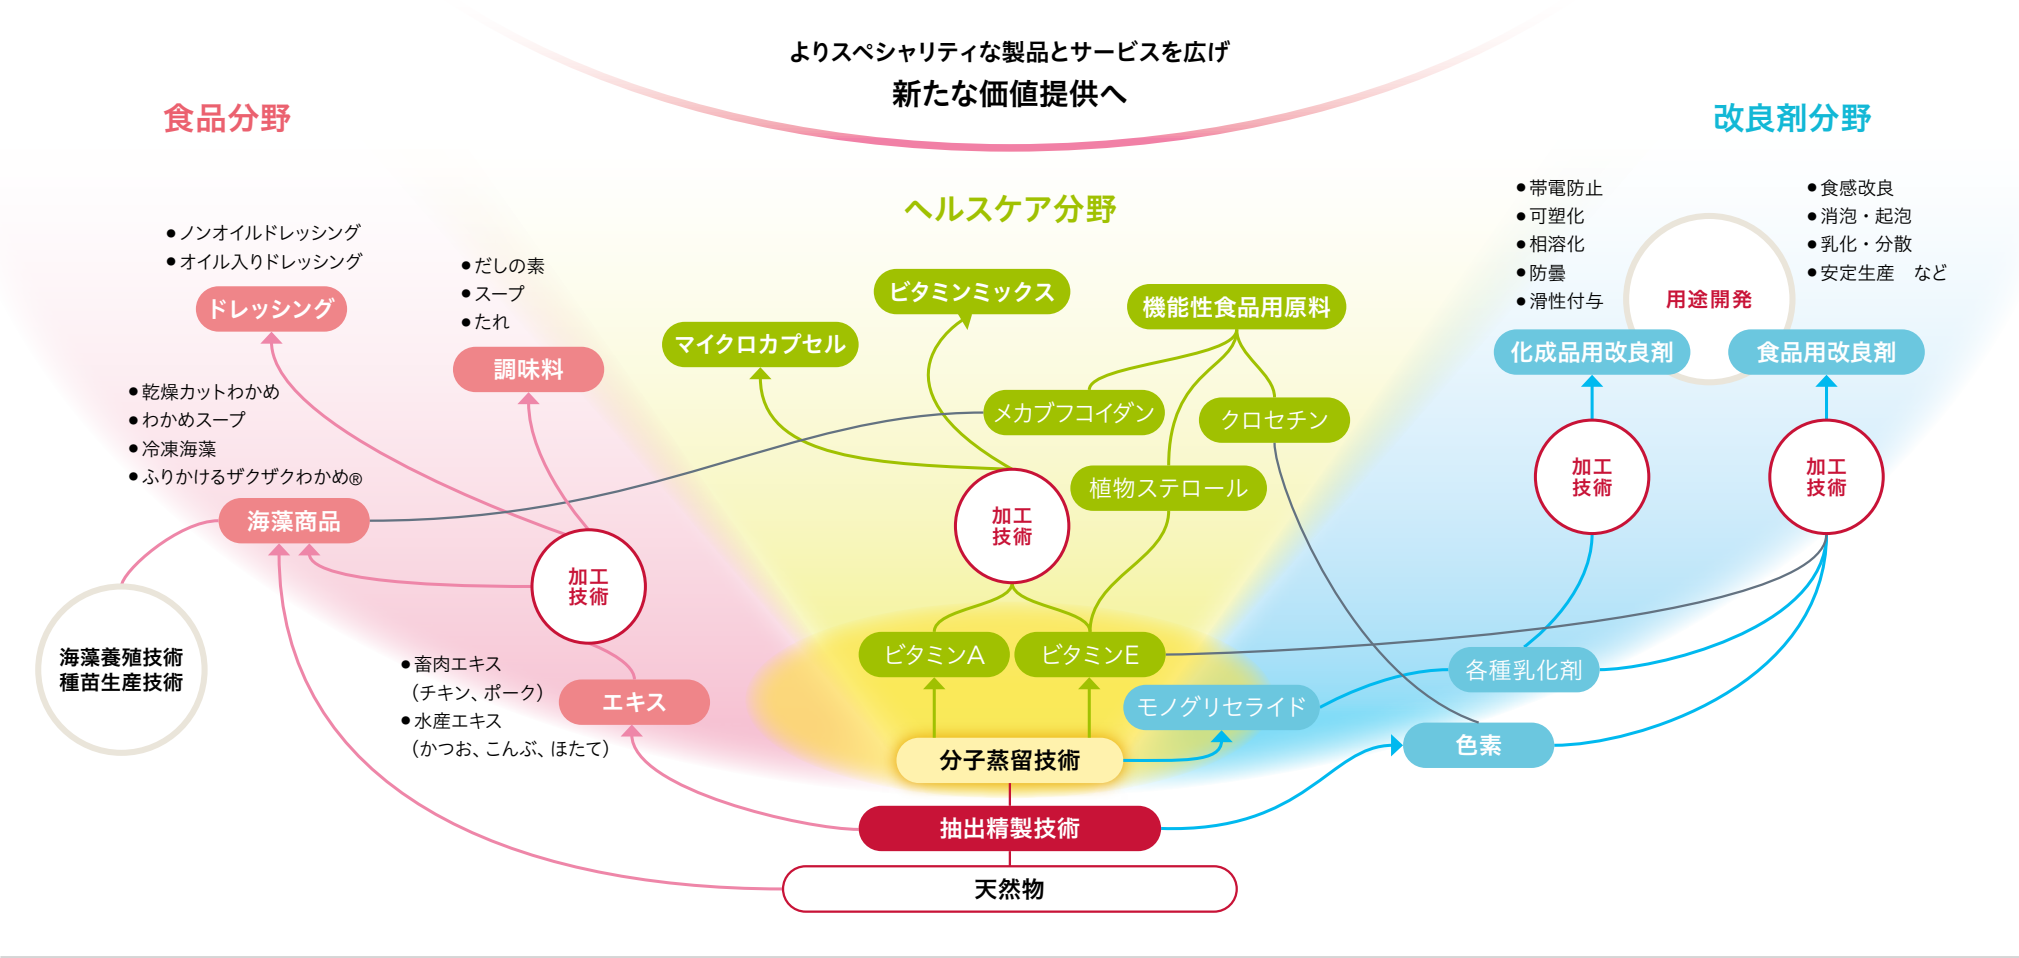 よりスペシャリティな製品とサービスを広げ
新たな価値提供へ
食品分野
●ノンオイルドレッシング
●オイル入りドレッシング
ドレッシング
●だしの素
●スープ
●たれ
調味料
●乾燥カットわかめ
●わかめスープ
●冷凍海藻
●ふりかけるザクザクわかめ®
海藻商品
加工
技術
海藻養殖技術
種苗生産技術
●畜肉エキス
（チキン、ポーク）
●水産エキス
（かつお、こんぶ、ほたて）
エキス
ヘルスケア分野
ビタミンミックス
機能性食品用原料
マイクロカプセル
メカブフコイダン
クロセチン
植物ステロール
加工
技術
ビタミンA
ビタミンE
改良剤分野
●帯電防止
●可塑化
●相溶化
●防曇
●滑性付与
用途開発
●食感改良
●消泡・起泡
●乳化・分散
●安定生産　など
化成品用改良剤
食品用改良剤
加工
技術
加工
技術
各種乳化剤
モノグリセライド
色素
分子蒸留技術
抽出精製技術
天然物